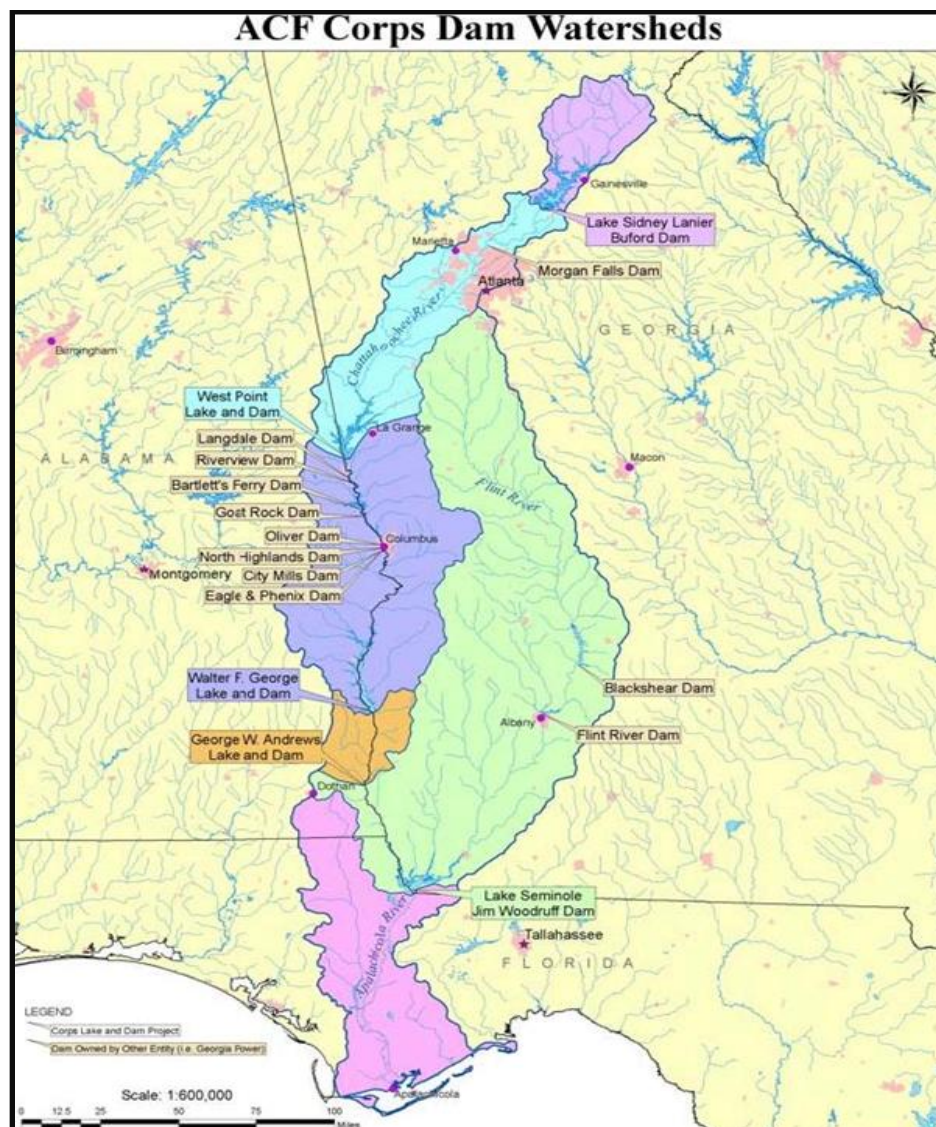 ACF Corps Dam Watersheds
Gainesville
Lake Sidney Lanier
Buford Dam
Marietta
Morgan Falls Dam
Atlanta
Chattahoochee River
GEORGIA
Birmingham
West Point
Lake and Dam
La Grange
Langdale Dam
ALABAMA
Riverview Dam
Macon
Bartlett's Ferry Dam
Flint River
Goat Rock Dam
Oliver Dam
Columbus
North Highlands Dam
Montgomery
City Mills Dam
Eagle & Phenix Dam
Walter F. George
Lake and Dam
Blackshear Dam
Albany
Flint River Dam
George W. Andrews
Lake and Dam
Dothan
Lake Seminole
Jim Woodruff Dam
Apalachicola River
Tallahassee
FLORIDA
LEGEND
Corps Lake and Dam Project
Dam Owned by Other Entity (i.e. Georgia Power)
Scale: 1:600,000
Apalachicola
0 12.5 25 50 75 100
Miles